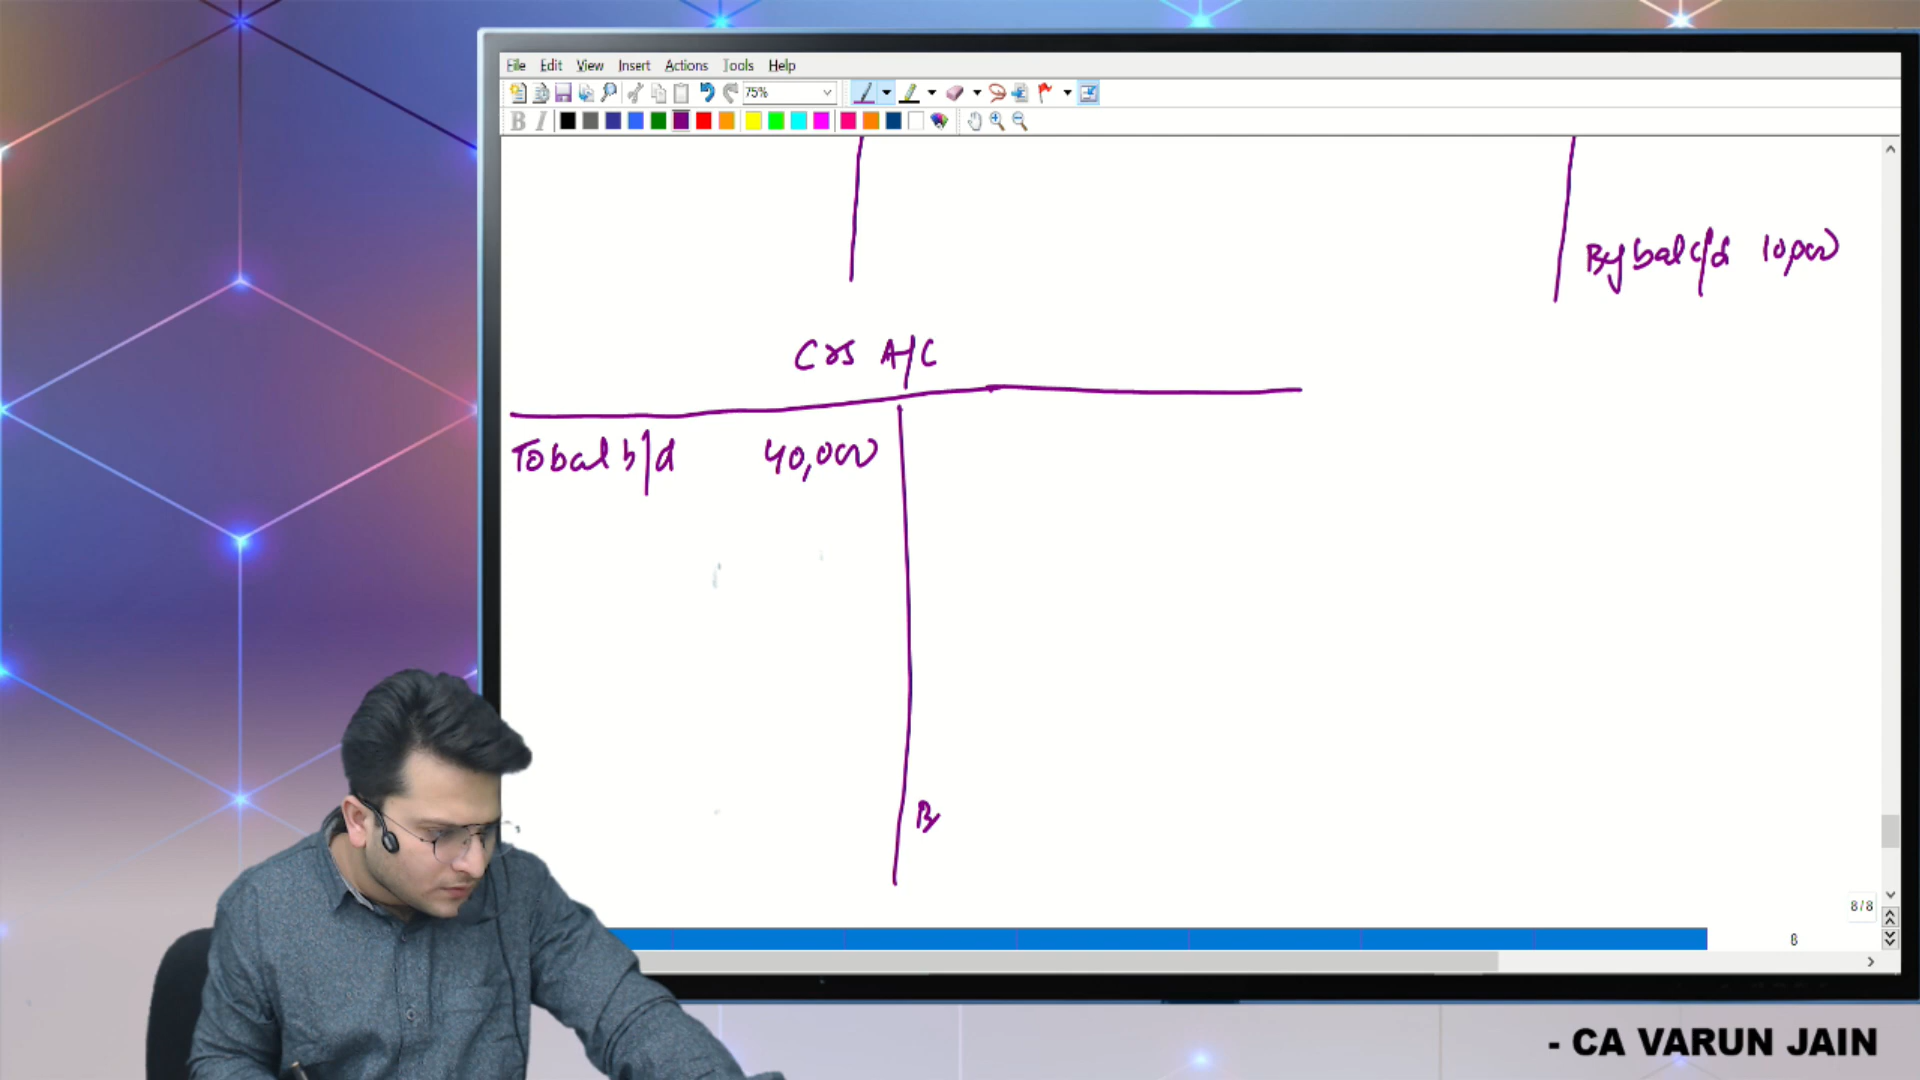 File Edit View Insert Actions Tools Help
75%
B I
By bal c/d 10,000
Crs A/C
To bal b/d 40,000
By
8/8
8
- CA VARUN JAIN